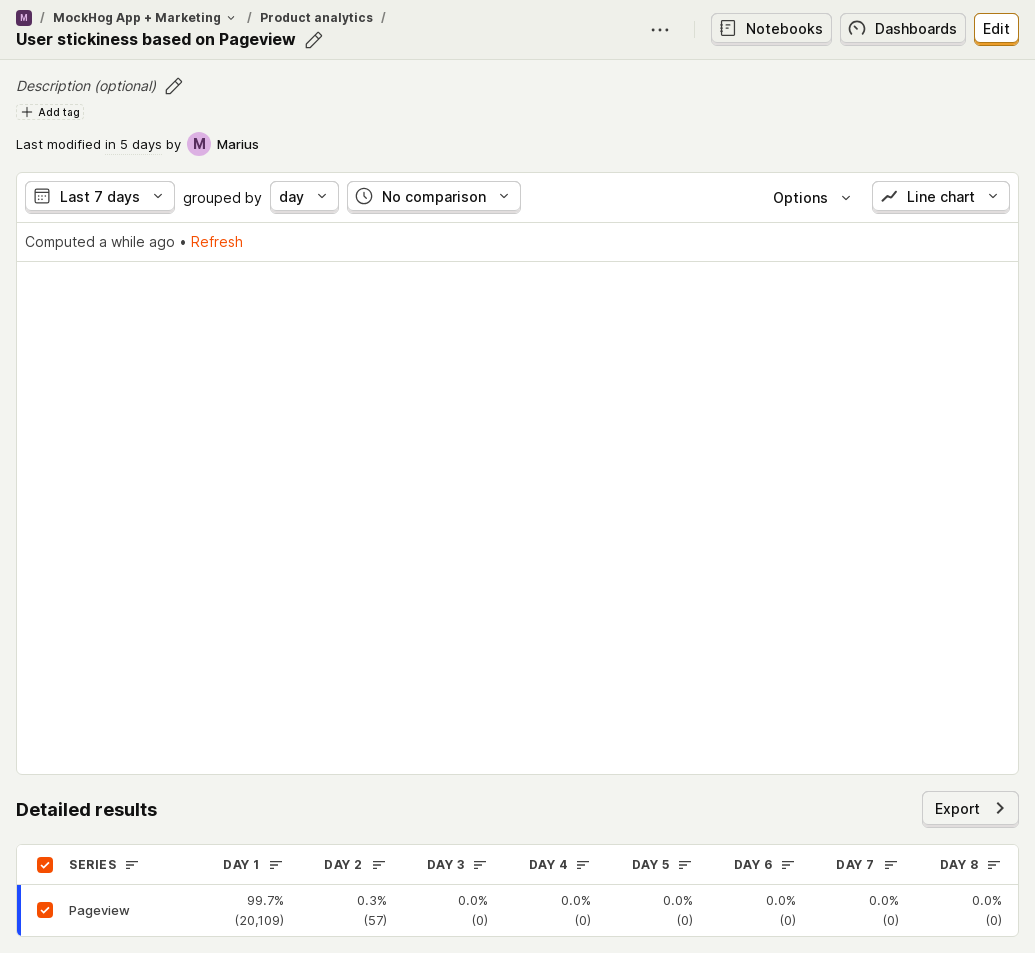 M / MockHog App + Marketing / Product analytics /
User stickiness based on Pageview
Notebooks
Dashboards
Edit
Description (optional)
Add tag
Last modified in 5 days by M Marius
Last 7 days grouped by day No comparison Options Line chart
Computed a while ago • Refresh
Detailed results
Export
SERIES DAY 1 DAY 2 DAY 3 DAY 4 DAY 5 DAY 6 DAY 7 DAY 8
Pageview 99.7% 0.3% 0.0% 0.0% 0.0% 0.0% 0.0% 0.0%
(20,109) (57) (0) (0) (0) (0) (0) (0)